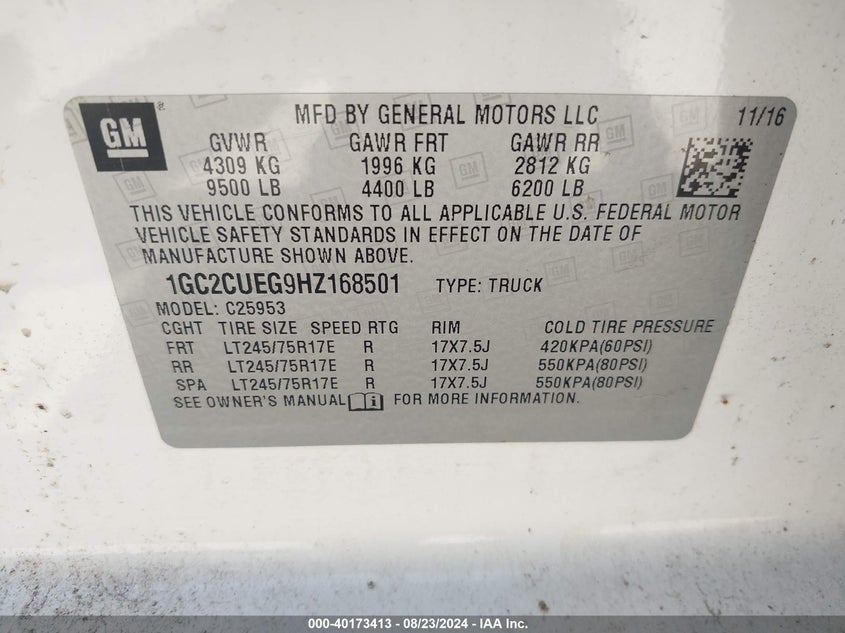 GM ®
MFD BY GENERAL MOTORS LLC 11/16
GVWR GAWR FRT GAWR RR
4309 KG 1996 KG 2812 KG
9500 LB 4400 LB 6200 LB
THIS VEHICLE CONFORMS TO ALL APPLICABLE U.S. FEDERAL MOTOR
VEHICLE SAFETY STANDARDS IN EFFECT ON THE DATE OF
MANUFACTURE SHOWN ABOVE.
1GC2CUEG9HZ168501 TYPE: TRUCK
MODEL: C25953
CGHT TIRE SIZE SPEED RTG RIM COLD TIRE PRESSURE
FRT LT245/75R17E R 17X7.5J 420KPA(60PSI)
RR LT245/75R17E R 17X7.5J 550KPA(80PSI)
SPA LT245/75R17E R 17X7.5J 550KPA(80PSI)
SEE OWNER'S MANUAL i FOR MORE INFORMATION.
000-40173413 - 08/23/2024 - IAA Inc.